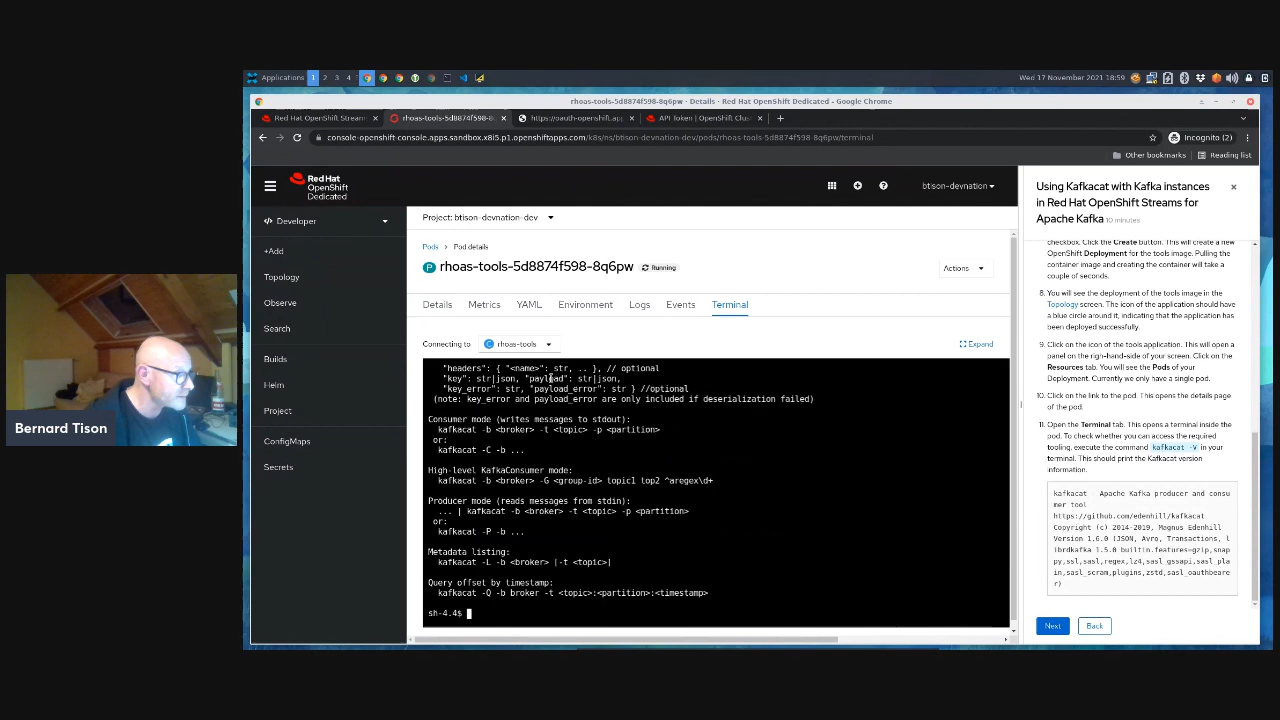 Applications
1
2
3
4
Wed 17 November 2021 18:59
rhoas-tools-5d8874f598-8q6pw - Details - Red Hat OpenShift Dedicated - Google Chrome
Red Hat OpenShift Stream
rhoas-tools-5d8874f598-8
https://oauth-openshift.app
API Token | OpenShift Clus
console-openshift-console.apps.sandbox.x8i5.p1.openshiftapps.com/k8s/ns/btison-devnation-dev/pods/rhoas-tools-5d8874f598-8q6pw/terminal
Incognito (2)
Other bookmarks
Reading list
Red Hat
OpenShift
Dedicated
btison-devnation
Developer
+Add
Topology
Observe
Search
Builds
Helm
Project
ConfigMaps
Secrets
Project: btison-devnation-dev
Pods
Pod details
P
rhoas-tools-5d8874f598-8q6pw
Running
Actions
Details
Metrics
YAML
Environment
Logs
Events
Terminal
Connecting to
C
rhoas-tools
Expand
"headers": { "<name>": str, .. }, // optional
"key": str|json, "payload": str|json,
"key_error": str, "payload_error": str } //optional
(note: key_error and payload_error are only included if deserialization failed)
Consumer mode (writes messages to stdout):
kafkacat -b <broker> -t <topic> -p <partition>
or:
kafkacat -C -b ...
High-level KafkaConsumer mode:
kafkacat -b <broker> -G <group-id> topic1 top2 ^aregex\d+
Producer mode (reads messages from stdin):
... | kafkacat -b <broker> -t <topic> -p <partition>
or:
kafkacat -P -b ...
Metadata listing:
kafkacat -L -b <broker> [-t <topic>]
Query offset by timestamp:
kafkacat -Q -b broker -t <topic>:<partition>:<timestamp>
sh-4.4$
Using Kafkacat with Kafka instances
in Red Hat OpenShift Streams for
Apache Kafka 10 minutes
checkbox. Click the Create button. This will create a new
OpenShift Deployment for the tools image. Pulling the
container image and creating the container will take a
couple of seconds.
8. You will see the deployment of the tools image in the
Topology screen. The icon of the application should have
a blue circle around it, indicating that the application has
been deployed successfully.
9. Click on the icon of the tools application. This will open a
panel on the righ-hand-side of your screen. Click on the
Resources tab. You will see the Pods of your
Deployment. Currently we only have a single pod.
10. Click on the link to the pod. This opens the details page
of the pod.
11. Open the Terminal tab. This opens a terminal inside the
pod. To check whether you can access the required
tooling, execute the command kafkacat -V in your
terminal. This should print the Kafkacat version
information.
kafkacat - Apache Kafka producer and consu
mer tool
https://github.com/edenhill/kafkacat
Copyright (c) 2014-2019, Magnus Edenhill
Version 1.6.0 (JSON, Avro, Transactions, l
ibrdkafka 1.5.0 builtin.features=gzip,snap
py,ssl,sasl,regex,lz4,sasl_gssapi,sasl_pla
in,sasl_scram,plugins,zstd,sasl_oauthbeare
r)
Next
Back
Bernard Tison